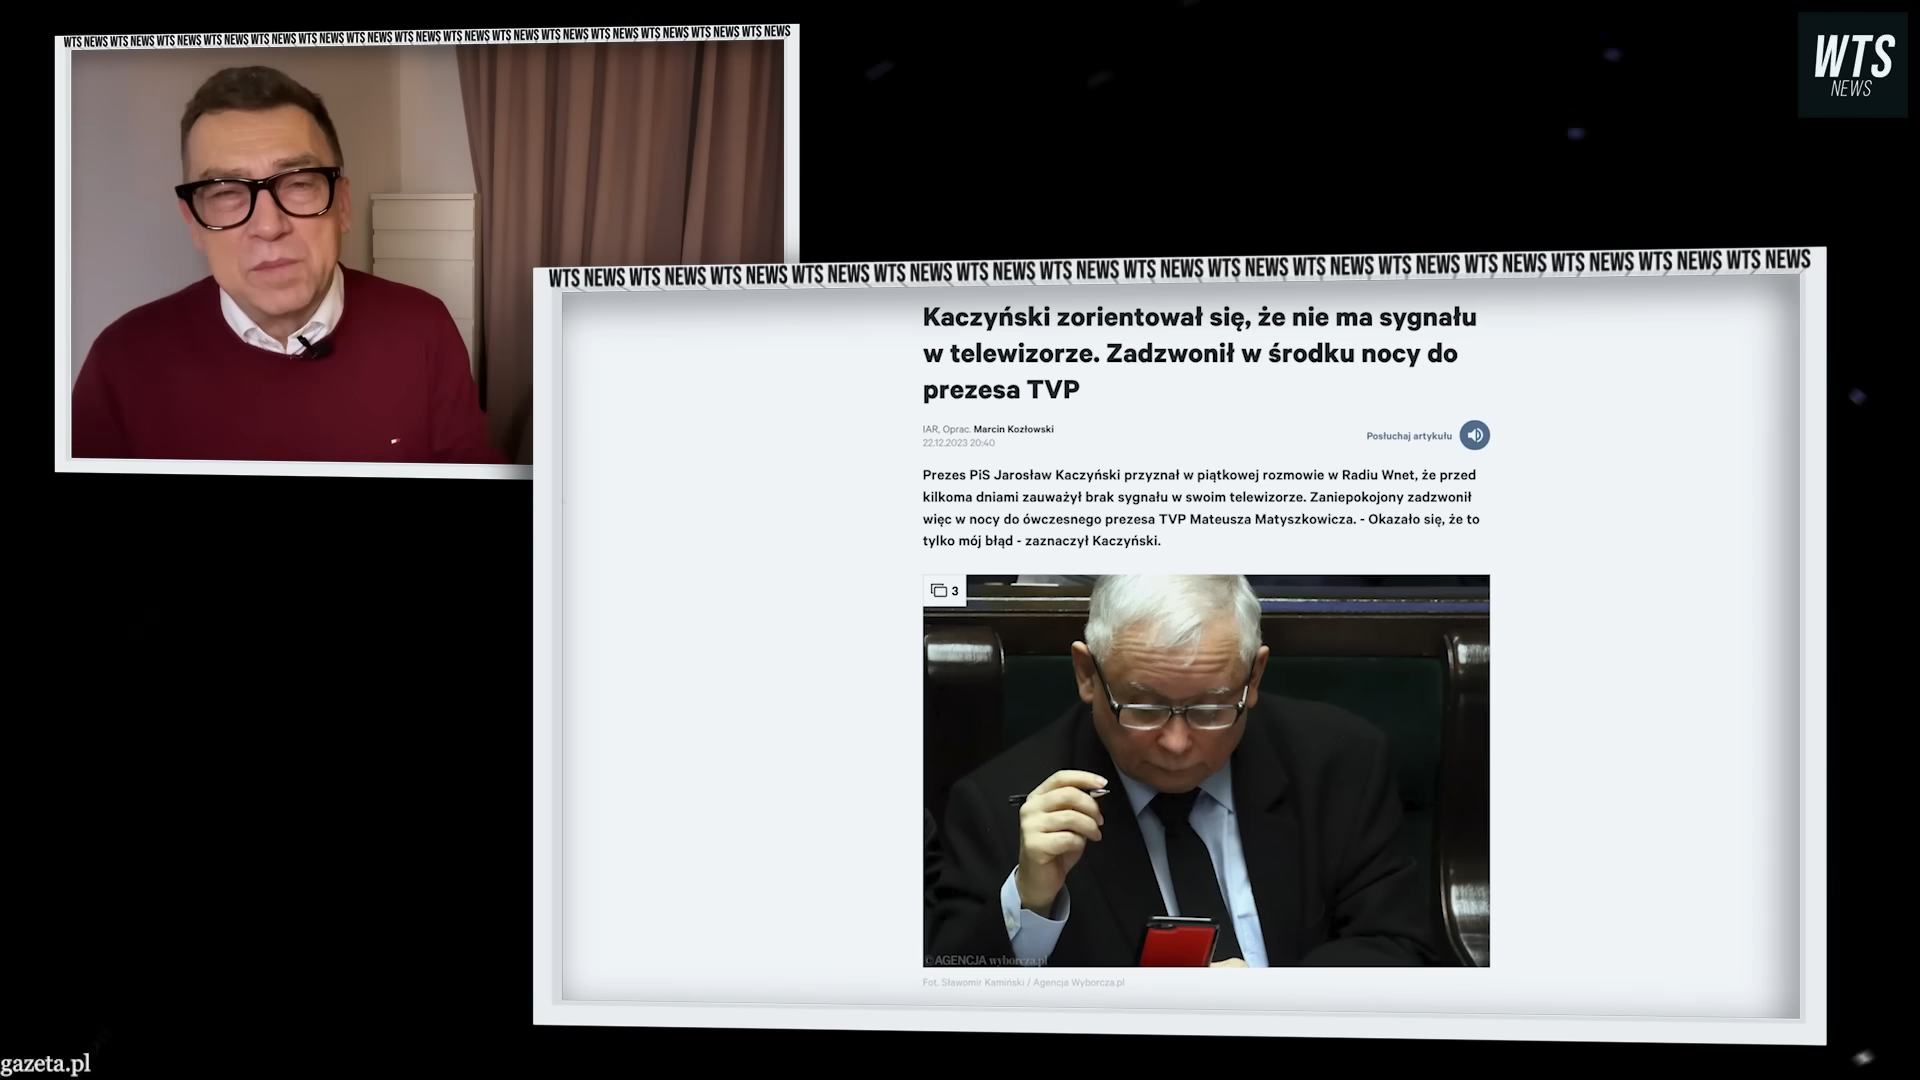 WTS NEWS WTS NEWS WTS NEWS WTS NEWS WTS NEWS WTS NEWS WTS NEWS WTS NEWS WTS NEWS WTS NEWS WTS NEWS WTS NEWS WTS NEWS WTS NEWS WTS NEWS WTS NEWS
WTS
NEWS
WTS NEWS WTS NEWS WTS NEWS WTS NEWS WTS NEWS WTS NEWS WTS NEWS WTS NEWS WTS NEWS WTS NEWS WTS NEWS WTS NEWS WTS NEWS WTS NEWS WTS NEWS
Kaczyński zorientował się, że nie ma sygnału
w telewizorze. Zadzwonił w środku nocy do
prezesa TVP
IAR, Oprac. Marcin Kozłowski
22.12.2023 20:40
Posłuchaj artykułu
Prezes PiS Jarosław Kaczyński przyznał w piątkowej rozmowie w Radiu Wnet, że przed
kilkoma dniami zauważył brak sygnału w swoim telewizorze. Zaniepokojony zadzwonił
więc w nocy do ówczesnego prezesa TVP Mateusza Matyszkowicza. - Okazało się, że to
tylko mój błąd - zaznaczył Kaczyński.
3
© AGENCJA wyborcza.pl
Fot. Sławomir Kamiński / Agencja Wyborcza.pl
gazeta.pl